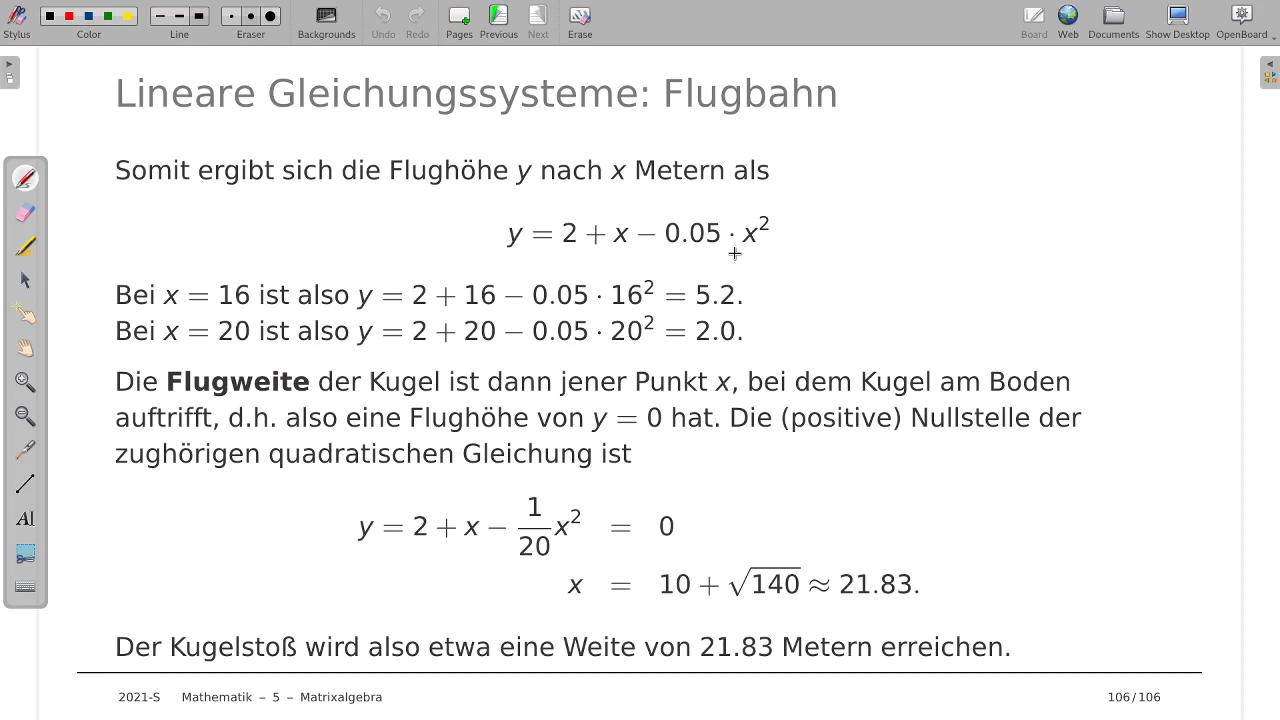 Stylus Color Line Eraser Backgrounds Undo Redo Pages Previous Next Erase Board Web Documents Show Desktop OpenBoard
Lineare Gleichungssysteme: Flugbahn
Somit ergibt sich die Flughöhe y nach x Metern als
y = 2 + x − 0.05 · x²
Bei x = 16 ist also y = 2 + 16 − 0.05 · 16² = 5.2.
Bei x = 20 ist also y = 2 + 20 − 0.05 · 20² = 2.0.
Die Flugweite der Kugel ist dann jener Punkt x, bei dem Kugel am Boden
auftrifft, d.h. also eine Flughöhe von y = 0 hat. Die (positive) Nullstelle der
zughörigen quadratischen Gleichung ist
y = 2 + x − 1/20 x² = 0
x = 10 + √140 ≈ 21.83.
Der Kugelstoß wird also etwa eine Weite von 21.83 Metern erreichen.
2021-S Mathematik – 5 – Matrixalgebra 106/106
AI